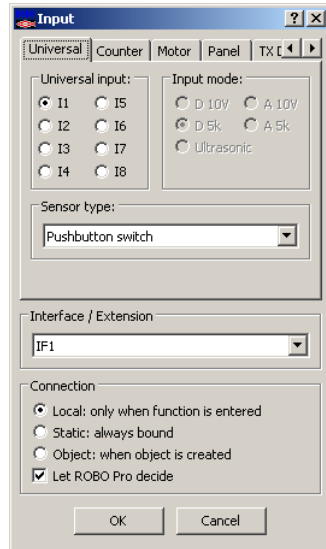 Input
Universal Counter Motor Panel TX D
Universal input: Input mode:
I1 I5 D 10V A 10V
I2 I6 D 5k A 5k
I3 I7 Ultrasonic
I4 I8
Sensor type:
Pushbutton switch
Interface / Extension
IF1
Connection
Local: only when function is entered
Static: always bound
Object: when object is created
Let ROBO Pro decide
OK Cancel